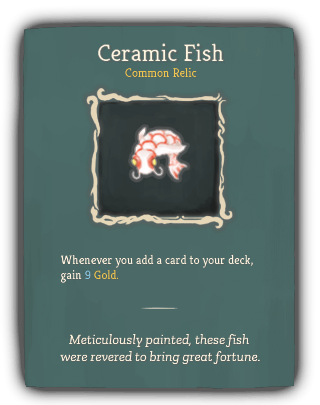 Ceramic Fish
Common Relic
Whenever you add a card to your deck,
gain 9 Gold.
Meticulously painted, these fish
were revered to bring great fortune.